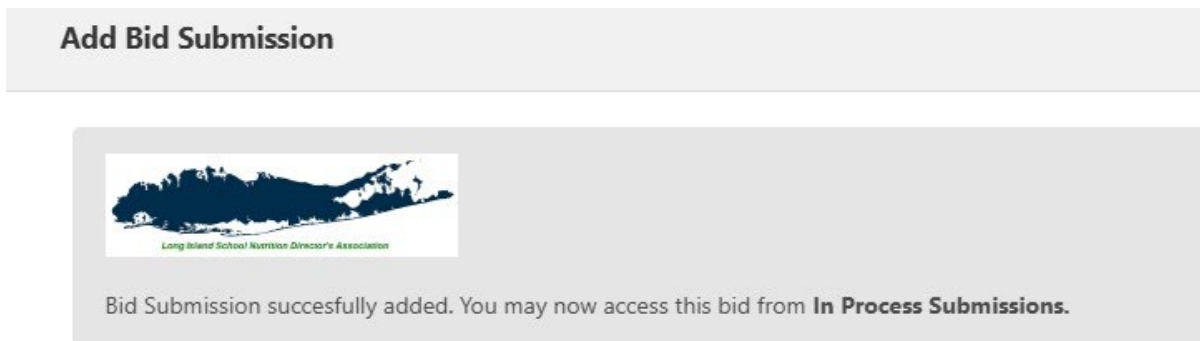 Add Bid Submission
Long Island School Nutrition Director's Association
Bid Submission succesfully added. You may now access this bid from In Process Submissions.